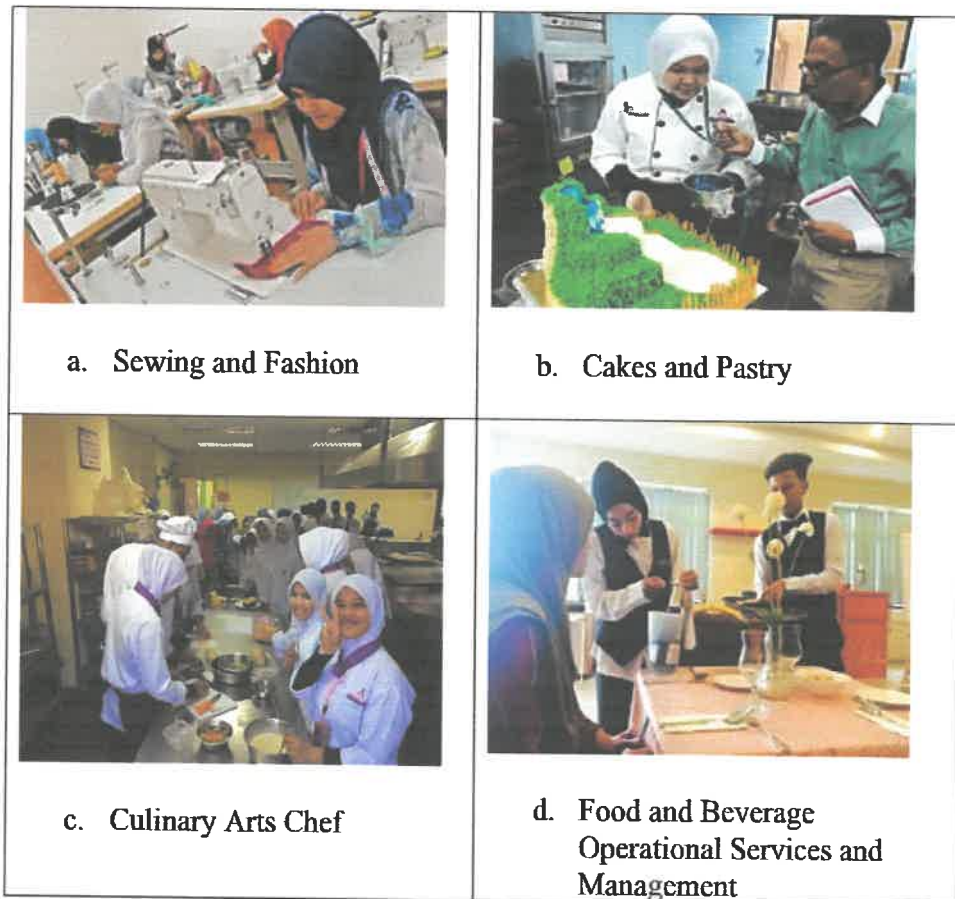 a. Sewing and Fashion
b. Cakes and Pastry
c. Culinary Arts Chef
d. Food and Beverage
Operational Services and
Management